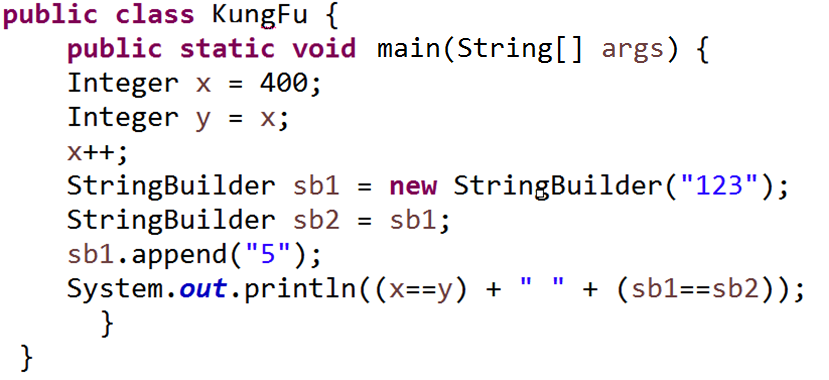 public class KungFu {
public static void main(String[] args) {
Integer x = 400;
Integer y = x;
x++;
StringBuilder sb1 = new StringBuilder("123");
StringBuilder sb2 = sb1;
sb1.append("5");
System.out.println((x==y) + " " + (sb1==sb2));
}
}